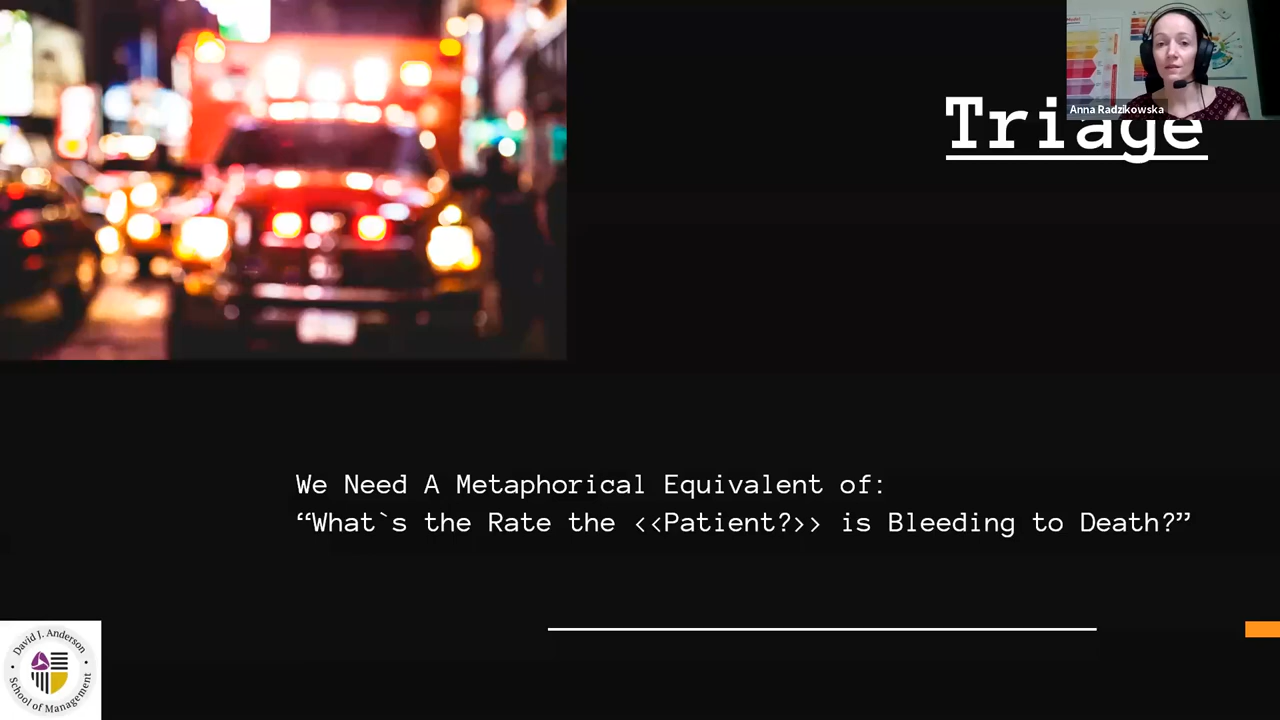 Triage
Anna Radzikowska
We Need A Metaphorical Equivalent of:
“What`s the Rate the <<Patient?>> is Bleeding to Death?”
David J. Anderson
School of Management